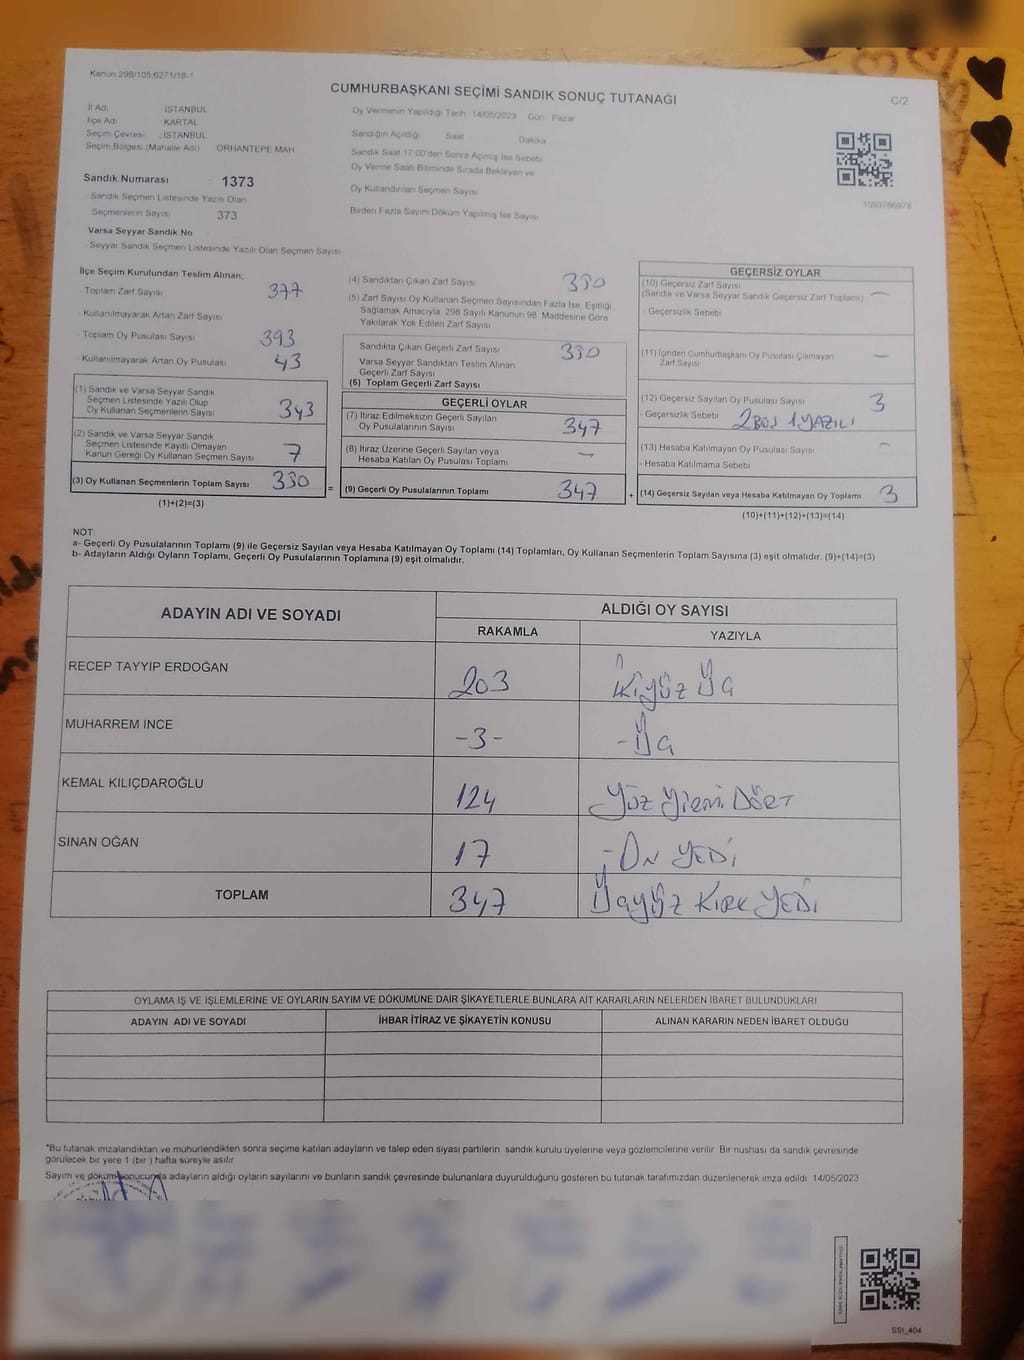 Kanun:298/105,6271/18-1
CUMHURBAŞKANI SEÇİMİ SANDIK SONUÇ TUTANAĞI
C/2
İl Adı İSTANBUL
İlçe Adı KARTAL
Seçim Çevresi : İSTANBUL
Seçim Bölgesi (Mahalle Adı) ORHANTEPE MAH
Sandık Numarası : 1373
Sandık Seçmen Listesinde Yazılı Olan
Seçmenlerin Sayısı 373
Varsa Seyyar Sandık No
Seyyar Sandık Seçmen Listesinde Yazılı Olan Seçmen Sayısı
Oy Vermenin Yapıldığı Tarih 14/05/2023 Gün Pazar
Sandığın Açıldığı Saat Dakika
Sandık Saat 17:00'den Sonra Açılmış İse Sebebi
Oy Verme Saati Bitiminde Sırada Bekleyen ve
Oy Kullandırılan Seçmen Sayısı
Birden Fazla Sayım Döküm Yapılmış İse Sayısı
1093786978
İlçe Seçim Kurulundan Teslim Alınan;
- Toplam Zarf Sayısı 377
- Kullanılmayarak Artan Zarf Sayısı
- Toplam Oy Pusulası Sayısı 393
- Kullanılmayarak Artan Oy Pusulası 43
(1) Sandık ve Varsa Seyyar Sandık
Seçmen Listesinde Yazılı Olup
Oy Kullanan Seçmenlerin Sayısı 343
(2) Sandık ve Varsa Seyyar Sandık
Seçmen Listesinde Kayıtlı Olmayan
Kanun Gereği Oy Kullanan Seçmen Sayısı 7
(3) Oy Kullanan Seçmenlerin Toplam Sayısı 350
(1)+(2)=(3)
(4) Sandıktan Çıkan Zarf Sayısı 350
(5) Zarf Sayısı Oy Kullanan Seçmen Sayısından Fazla İse, Eşitliği
Sağlamak Amacıyla, 298 Sayılı Kanunun 98. Maddesine Göre
Yakılarak Yok Edilen Zarf Sayısı
Sandıkta Çıkan Geçerli Zarf Sayısı 350
Varsa Seyyar Sandıktan Teslim Alınan
Geçerli Zarf Sayısı
(6) Toplam Geçerli Zarf Sayısı
GEÇERLİ OYLAR
(7) İtiraz Edilmeksizin Geçerli Sayılan
Oy Pusulalarının Sayısı 347
(8) İtiraz Üzerine Geçerli Sayılan veya
Hesaba Katılan Oy Pusulası Toplamı —
= (9) Geçerli Oy Pusulalarının Toplamı 347
GEÇERSİZ OYLAR
(10) Geçersiz Zarf Sayısı
(Sandık ve Varsa Seyyar Sandık Geçersiz Zarf Toplamı) —
- Geçersizlik Sebebi
(11) İçinden Cumhurbaşkanı Oy Pusulası Çıkmayan
Zarf Sayısı —
(12) Geçersiz Sayılan Oy Pusulası Sayısı 3
- Geçersizlik Sebebi 2 BOŞ 1 YAZILI
(13) Hesaba Katılmayan Oy Pusulası Sayısı —
- Hesaba Katılmama Sebebi
+ (14) Geçersiz Sayılan veya Hesaba Katılmayan Oy Toplamı 3
(10)+(11)+(12)+(13)=(14)
NOT:
a- Geçerli Oy Pusulalarının Toplamı (9) ile Geçersiz Sayılan veya Hesaba Katılmayan Oy Toplamı (14) Toplamları, Oy Kullanan Seçmenlerin Toplam Sayısına (3) eşit olmalıdır. (9)+(14)=(3)
b- Adayların Aldığı Oyların Toplamı, Geçerli Oy Pusulalarının Toplamına (9) eşit olmalıdır.
ADAYIN ADI VE SOYADI ALDIĞI OY SAYISI
RAKAMLA YAZIYLA
RECEP TAYYİP ERDOĞAN 203 İKİYÜZ ÜÇ
MUHARREM İNCE -3- -ÜÇ
KEMAL KILIÇDAROĞLU 124 YÜZ YİRMİ DÖRT
SİNAN OĞAN 17 -ON YEDİ
TOPLAM 347 ÜÇYÜZ KIRK YEDİ
OYLAMA İŞ VE İŞLEMLERİNE VE OYLARIN SAYIM VE DÖKÜMÜNE DAİR ŞİKAYETLERLE BUNLARA AİT KARARLARIN NELERDEN İBARET BULUNDUKLARI
ADAYIN ADI VE SOYADI İHBAR İTİRAZ VE ŞİKAYETİN KONUSU ALINAN KARARIN NEDEN İBARET OLDUĞU
*Bu tutanak imzalandıktan ve mühürlendikten sonra seçime katılan adayların ve talep eden siyasi partilerin sandık kurulu üyelerine veya gözlemcilerine verilir. Bir nüshası da sandık çevresinde
görülecek bir yere 1 (bir ) hafta süreyle asılır
Sayım ve döküm sonucunda adayların aldığı oyların sayılarını ve bunların sandık çevresinde bulunanlara duyurulduğunu gösteren bu tutanak tarafımızdan düzenlenerek imza edildi. 14/05/2023
SSI_404